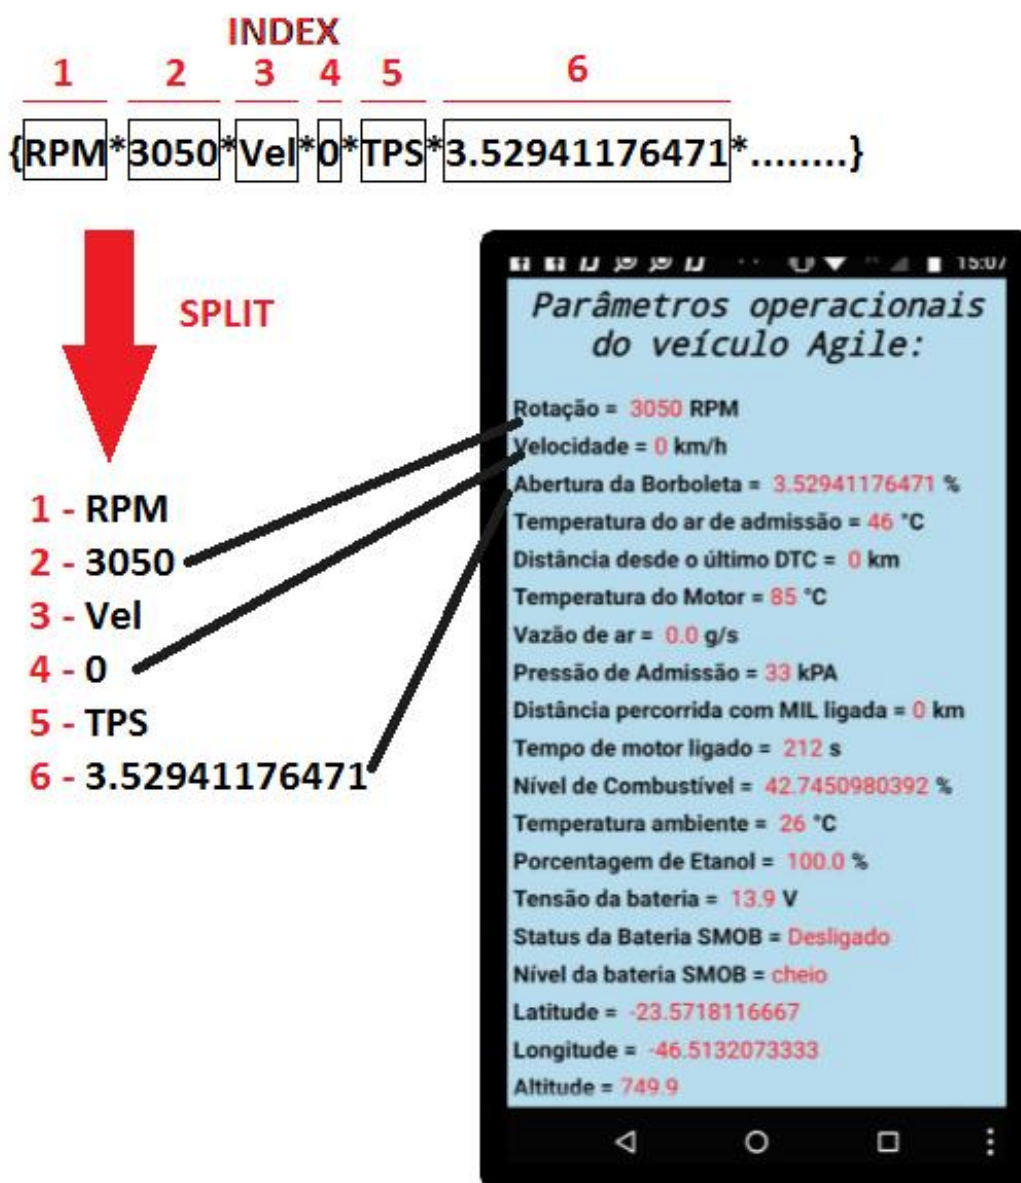 INDEX
1 2 3 4 5 6
{RPM*3050*Vel*0*TPS*3.52941176471*........}
SPLIT
1 - RPM
2 - 3050
3 - Vel
4 - 0
5 - TPS
6 - 3.52941176471
15:07
Parâmetros operacionais
do veículo Agile:
Rotação = 3050 RPM
Velocidade = 0 km/h
Abertura da Borboleta = 3.52941176471 %
Temperatura do ar de admissão = 46 °C
Distância desde o último DTC = 0 km
Temperatura do Motor = 85 °C
Vazão de ar = 0.0 g/s
Pressão de Admissão = 33 kPA
Distância percorrida com MIL ligada = 0 km
Tempo de motor ligado = 212 s
Nível de Combustível = 42.7450980392 %
Temperatura ambiente = 26 °C
Porcentagem de Etanol = 100.0 %
Tensão da bateria = 13.9 V
Status da Bateria SMOB = Desligado
Nível da bateria SMOB = cheio
Latitude = -23.5718116667
Longitude = -46.5132073333
Altitude = 749.9